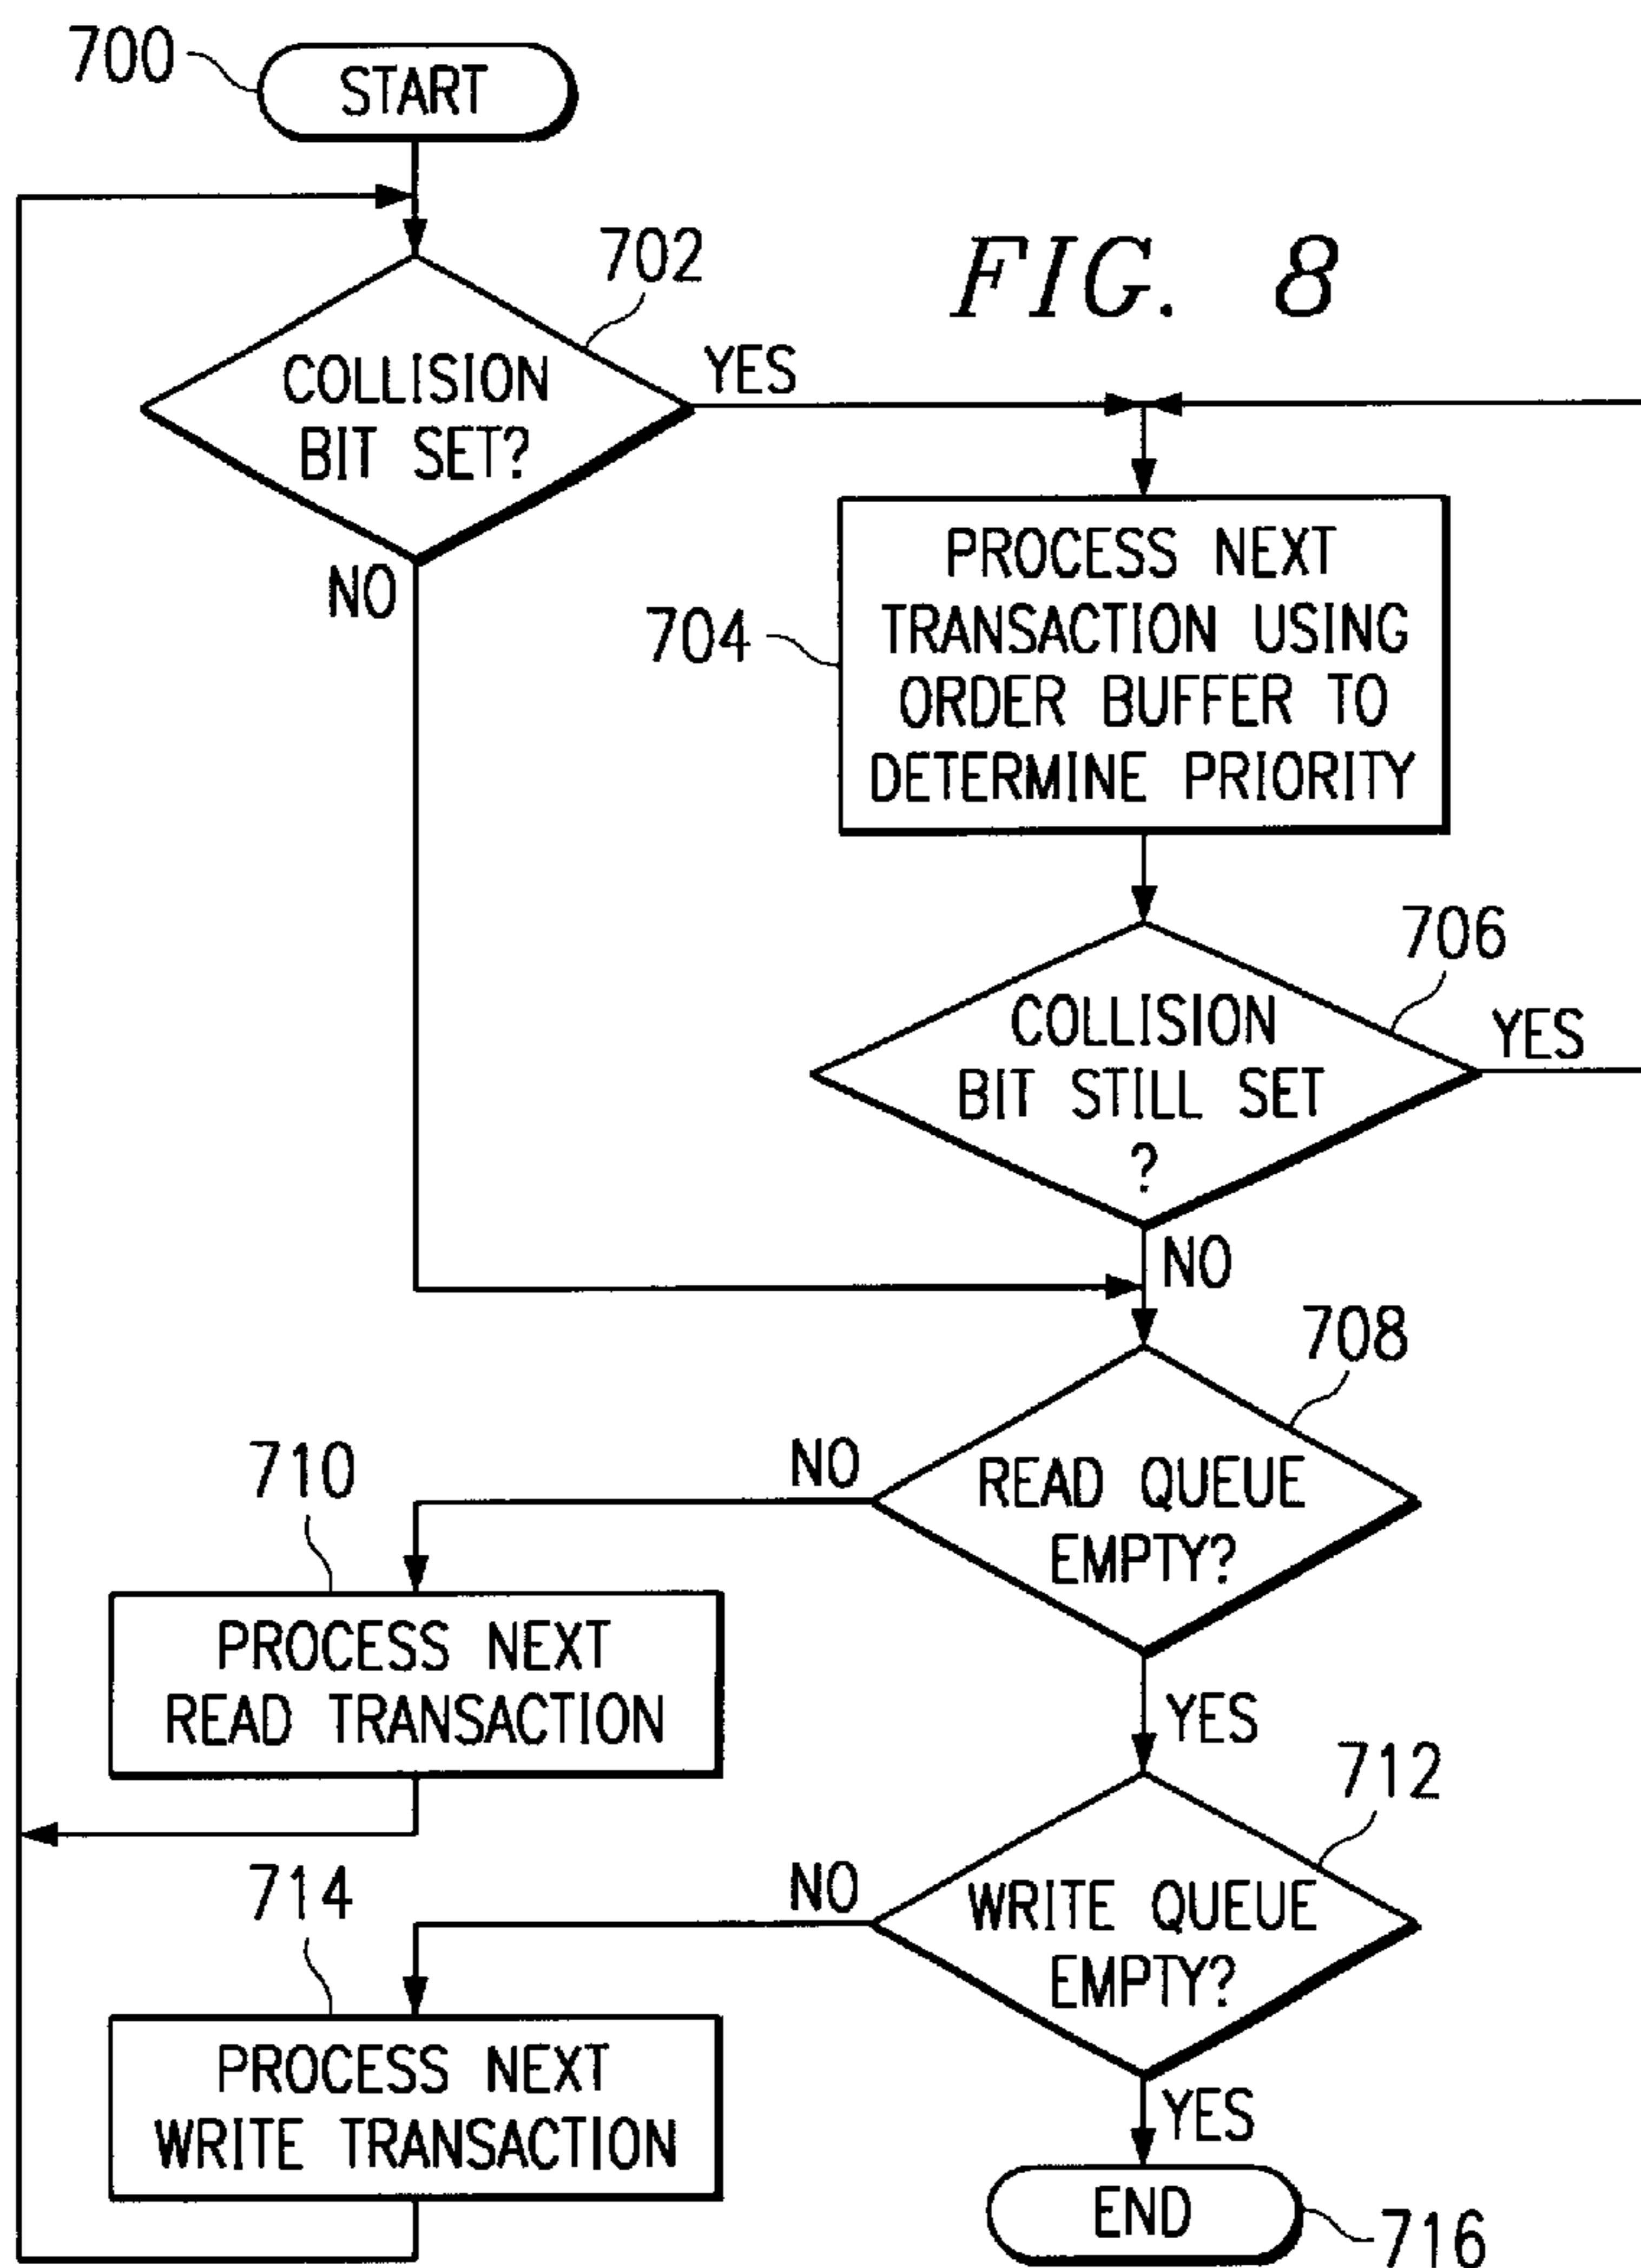 700
START
702
FIG. 8
COLLISION
BIT SET?
YES
NO
PROCESS NEXT
TRANSACTION USING
ORDER BUFFER TO
DETERMINE PRIORITY
704
706
COLLISION
BIT STILL SET
?
YES
NO
708
READ QUEUE
EMPTY?
NO
710
PROCESS NEXT
READ TRANSACTION
YES
712
WRITE QUEUE
EMPTY?
NO
714
PROCESS NEXT
WRITE TRANSACTION
YES
END
716